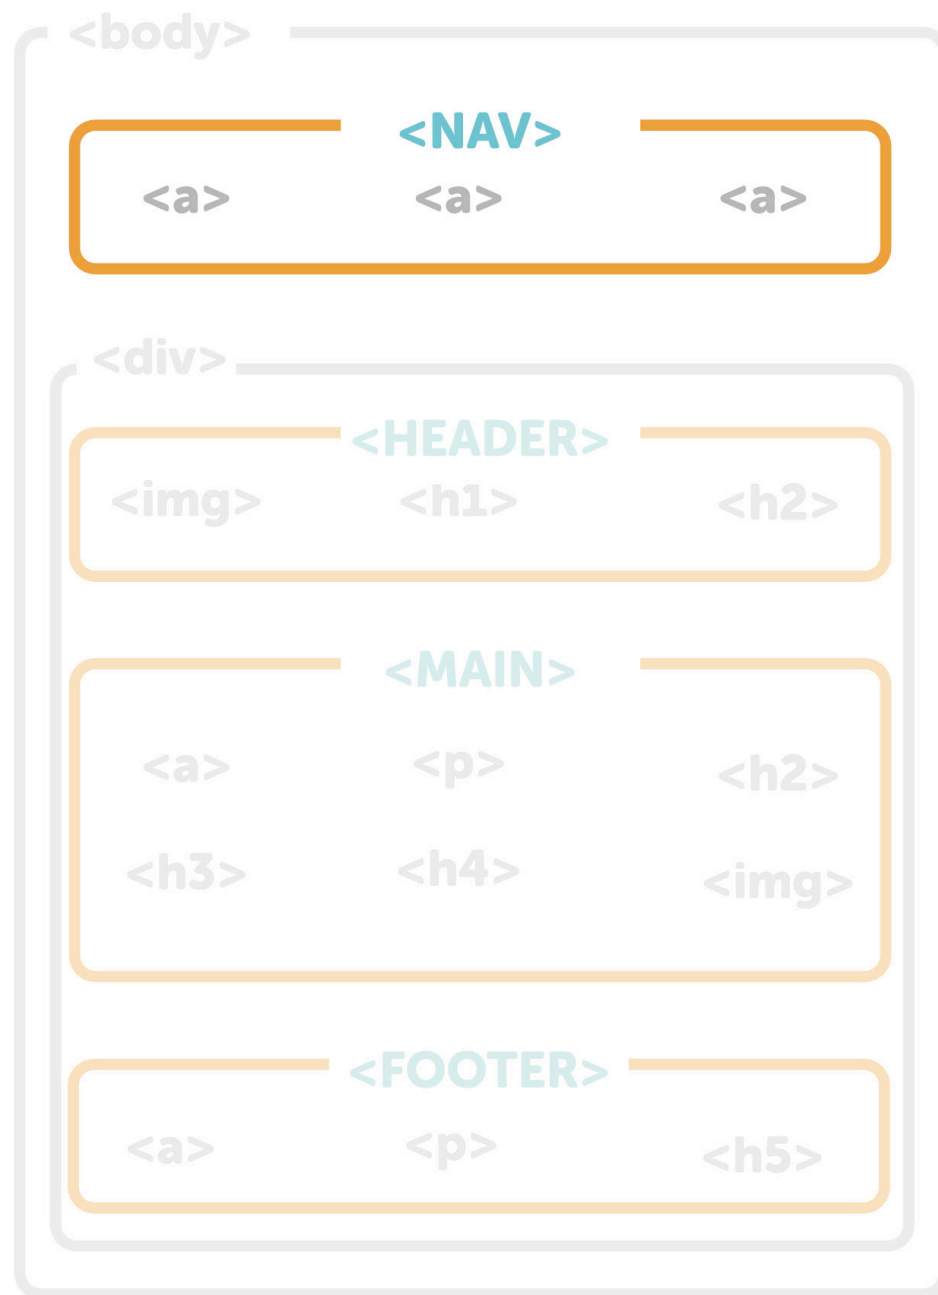 <body>
<NAV>
<a> <a> <a>
<div>
<HEADER>
<img> <h1> <h2>
<MAIN>
<a> <p> <h2>
<h3> <h4> <img>
<FOOTER>
<a> <p> <h5>